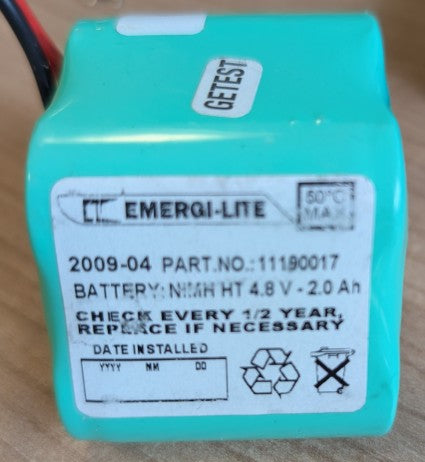 GETEST
EMERGI-LITE
50°C
MAX.
2009-04 PART.NO.:11190017
BATTERY: NIMH HT 4.8 V - 2.0 Ah
CHECK EVERY 1/2 YEAR,
REPLACE IF NECESSARY
DATE INSTALLED
YYYY MM DD